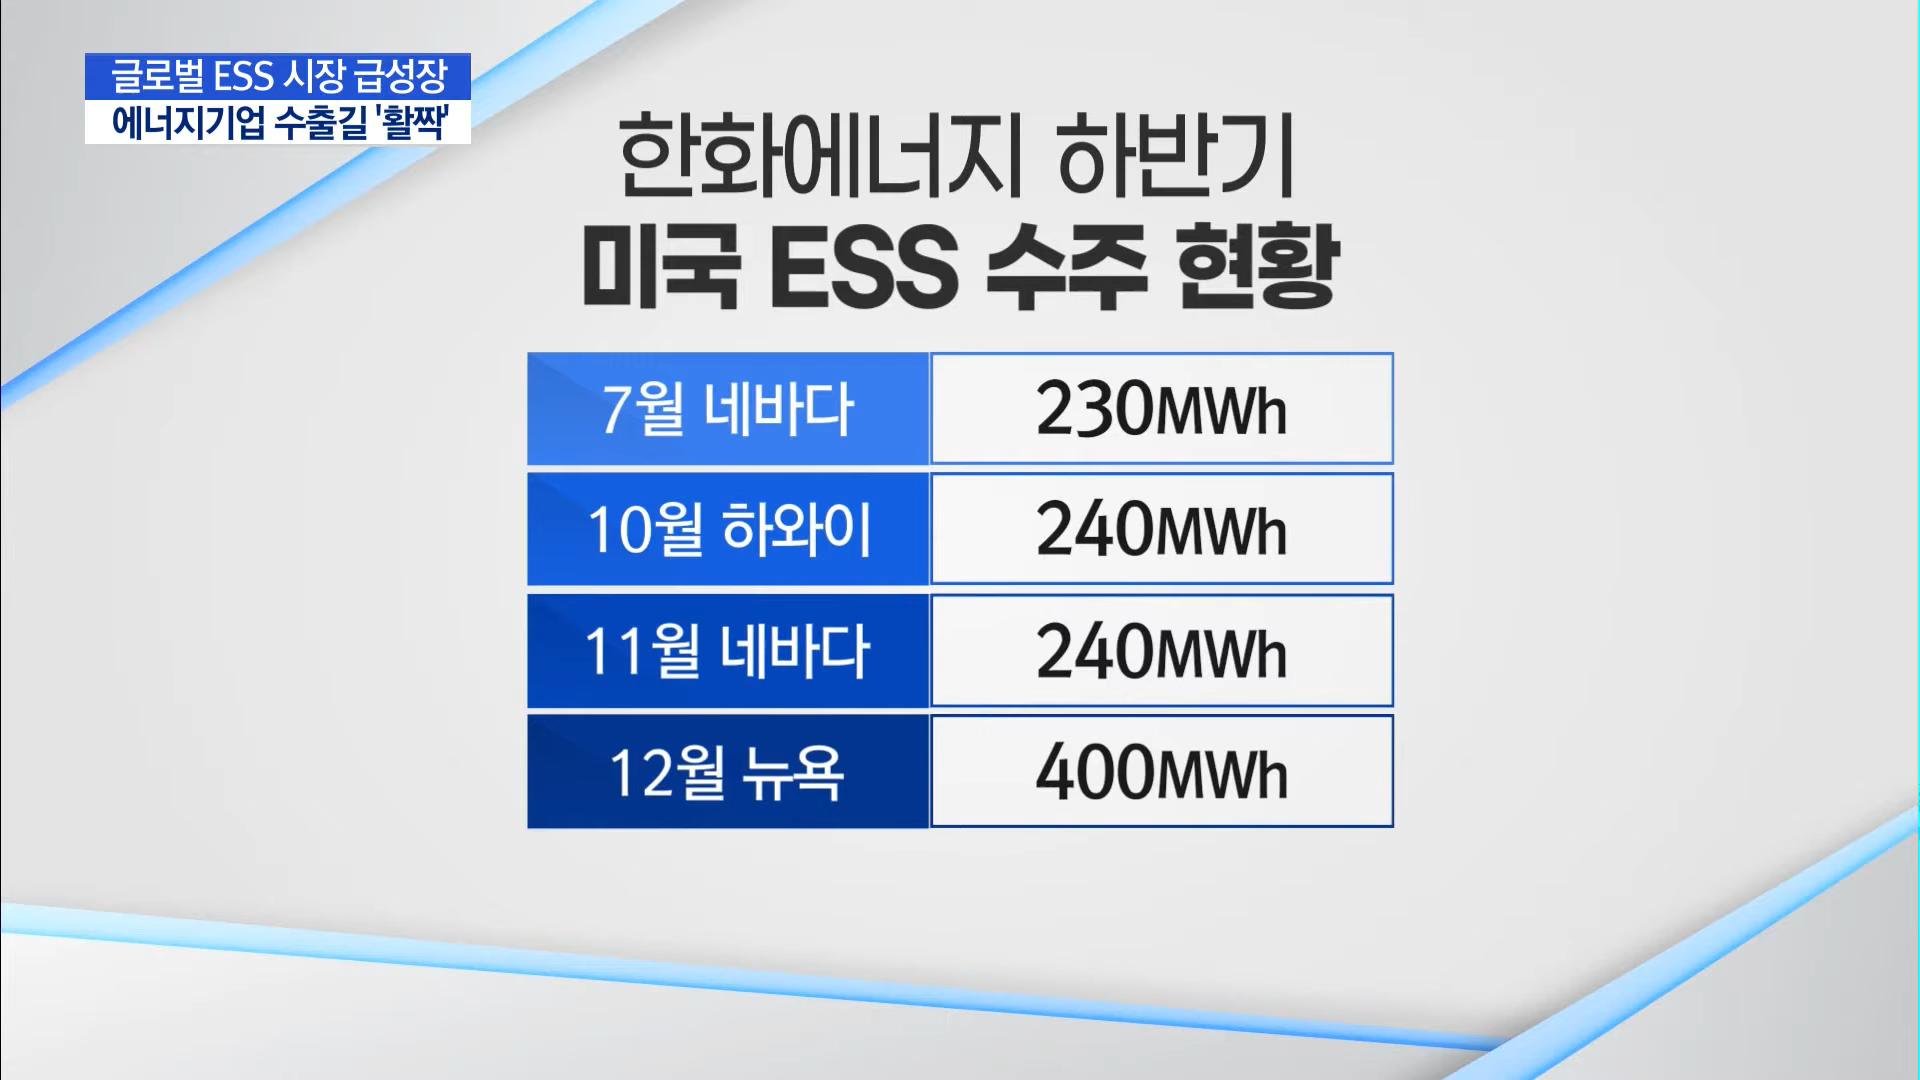 글로벌 ESS 시장 급성장
에너지기업 수출길 '활짝'
한화에너지 하반기
미국 ESS 수주 현황
7월 네바다 230MWh
10월 하와이 240MWh
11월 네바다 240MWh
12월 뉴욕 400MWh